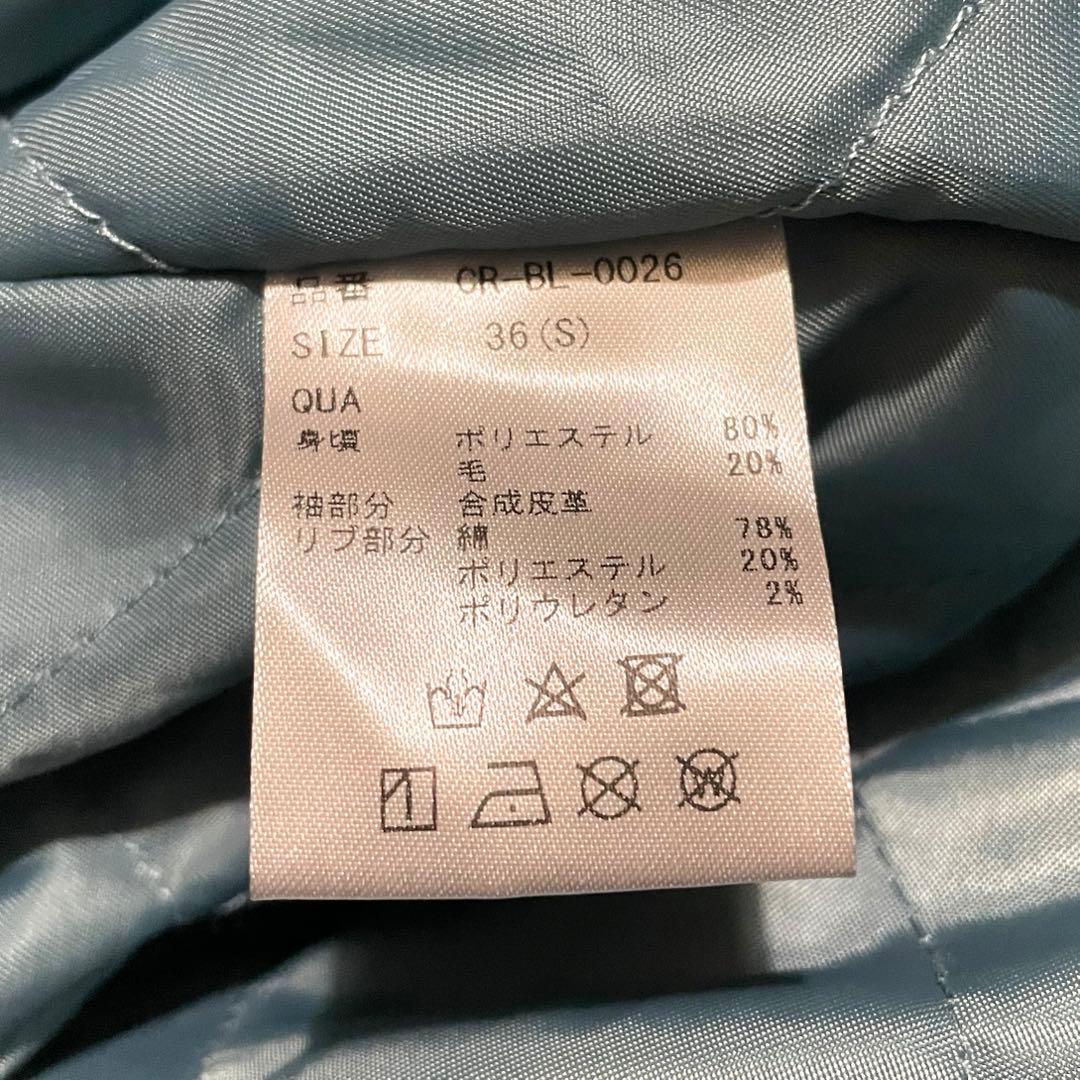 品番 CR-BL-0026
SIZE 36(S)
QUA
身頃 ポリエステル 80%
毛 20%
袖部分 合成皮革
リブ部分 綿 78%
ポリエステル 20%
ポリウレタン 2%
W